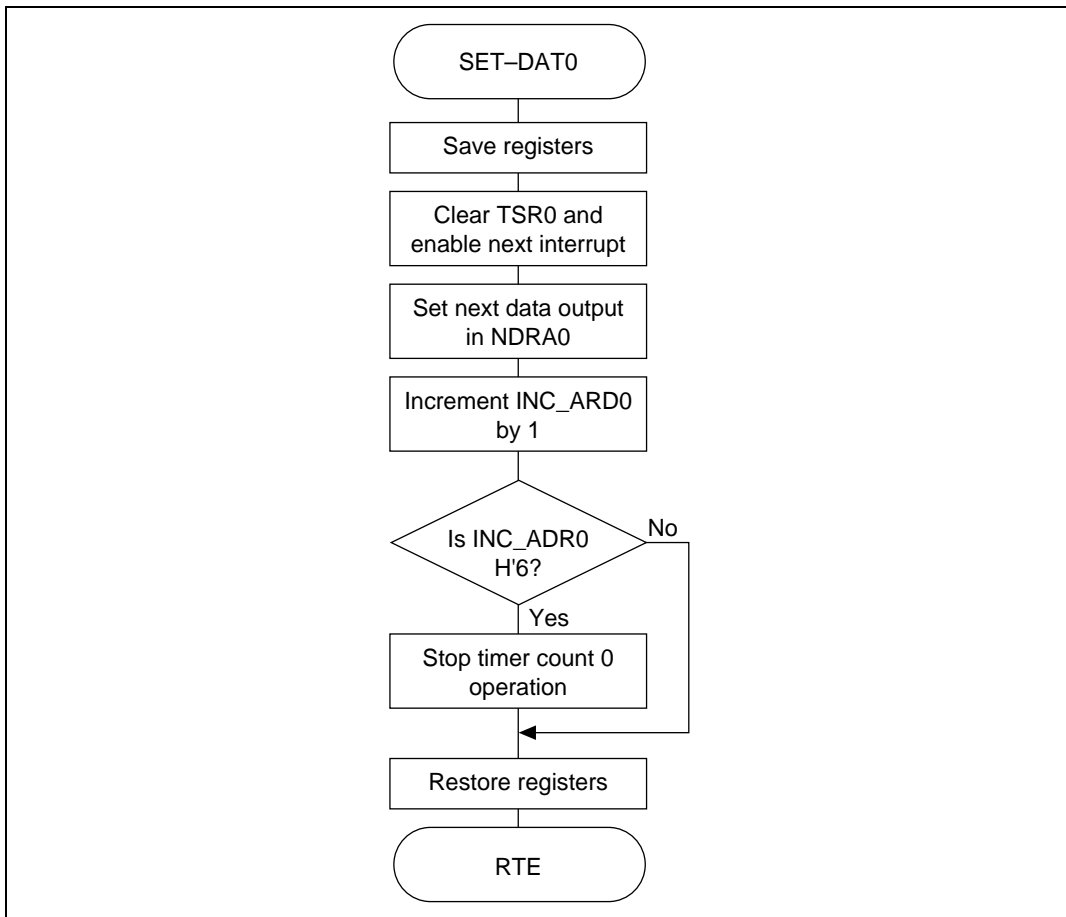 SET–DAT0
Save registers
Clear TSR0 and
enable next interrupt
Set next data output
in NDRA0
Increment INC_ARD0
by 1
Is INC_ADR0
H'6?
No
Yes
Stop timer count 0
operation
Restore registers
RTE